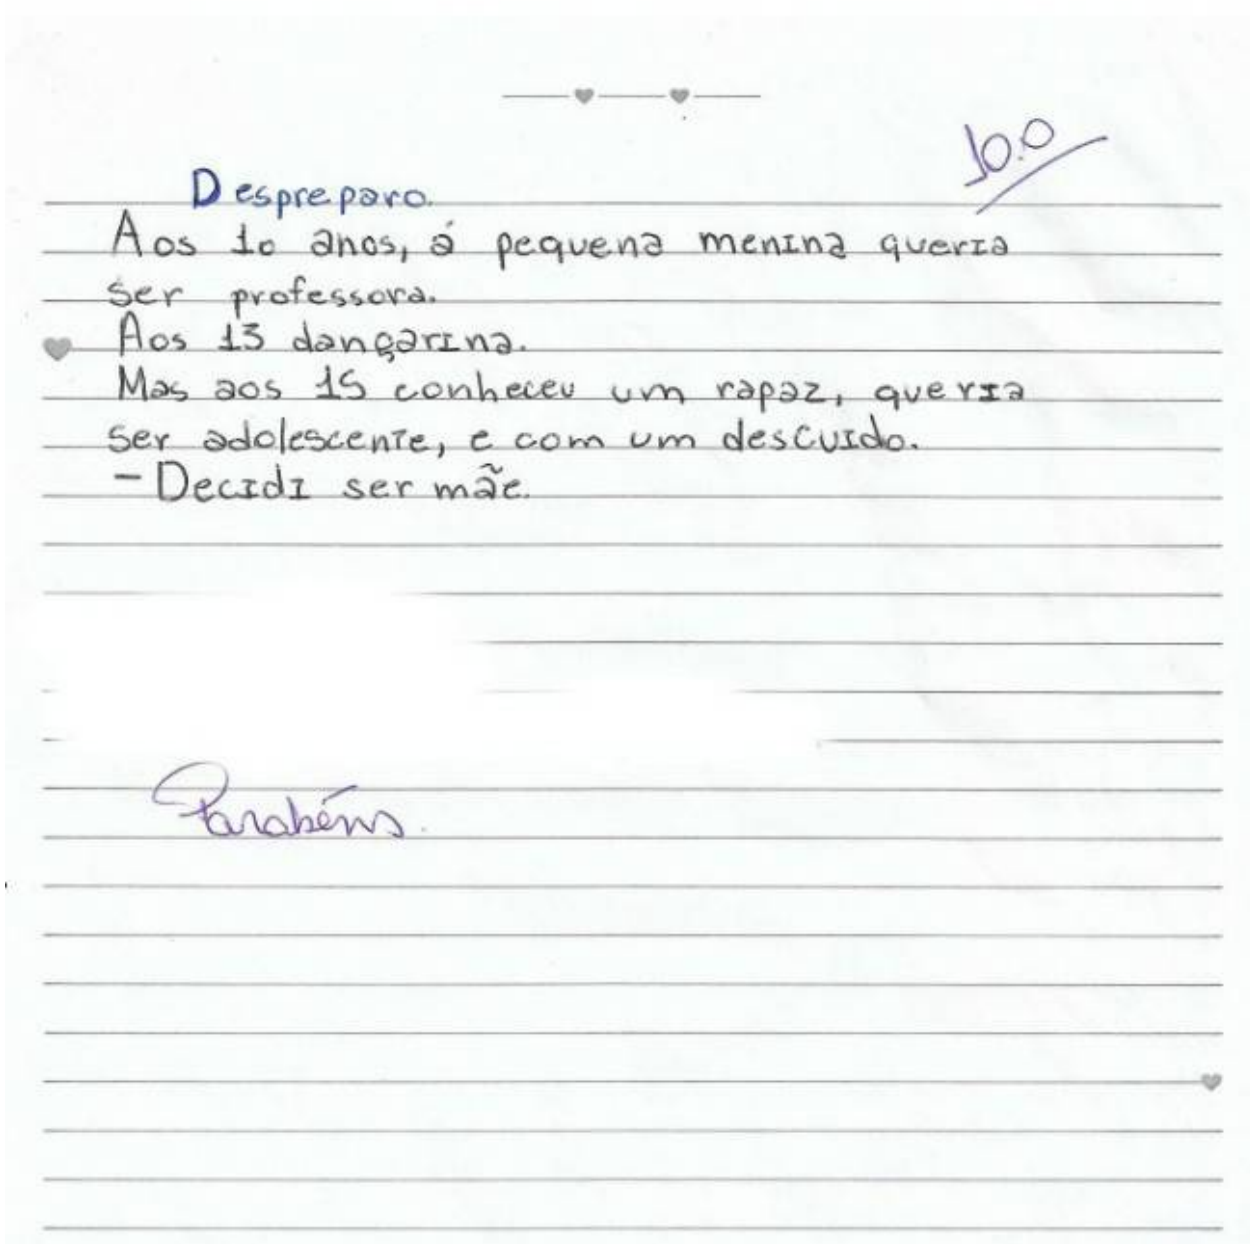 10.0
Despreparo.
Aos 10 anos, á pequena menina queria
ser professora.
Aos 13 dançarina.
Mas aos 15 conheceu um rapaz, queria
ser adolescente, e com um descuido.
- Decidi ser mãe.
Parabéns.